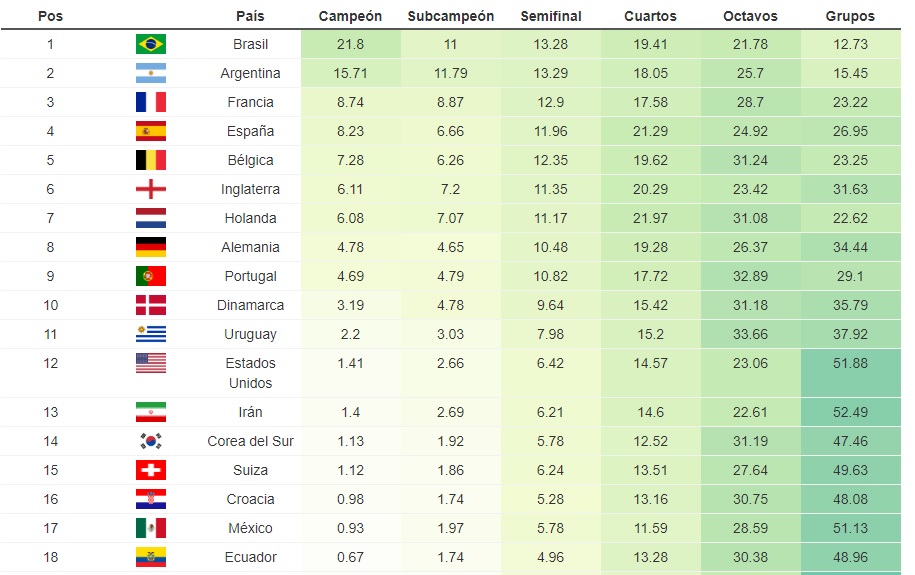 Pos País Campeón Subcampeón Semifinal Cuartos Octavos Grupos
1 Brasil 21.8 11 13.28 19.41 21.78 12.73
2 Argentina 15.71 11.79 13.29 18.05 25.7 15.45
3 Francia 8.74 8.87 12.9 17.58 28.7 23.22
4 España 8.23 6.66 11.96 21.29 24.92 26.95
5 Bélgica 7.28 6.26 12.35 19.62 31.24 23.25
6 Inglaterra 6.11 7.2 11.35 20.29 23.42 31.63
7 Holanda 6.08 7.07 11.17 21.97 31.08 22.62
8 Alemania 4.78 4.65 10.48 19.28 26.37 34.44
9 Portugal 4.69 4.79 10.82 17.72 32.89 29.1
10 Dinamarca 3.19 4.78 9.64 15.42 31.18 35.79
11 Uruguay 2.2 3.03 7.98 15.2 33.66 37.92
12 Estados 1.41 2.66 6.42 14.57 23.06 51.88
Unidos
13 Irán 1.4 2.69 6.21 14.6 22.61 52.49
14 Corea del Sur 1.13 1.92 5.78 12.52 31.19 47.46
15 Suiza 1.12 1.86 6.24 13.51 27.64 49.63
16 Croacia 0.98 1.74 5.28 13.16 30.75 48.08
17 México 0.93 1.97 5.78 11.59 28.59 51.13
18 Ecuador 0.67 1.74 4.96 13.28 30.38 48.96